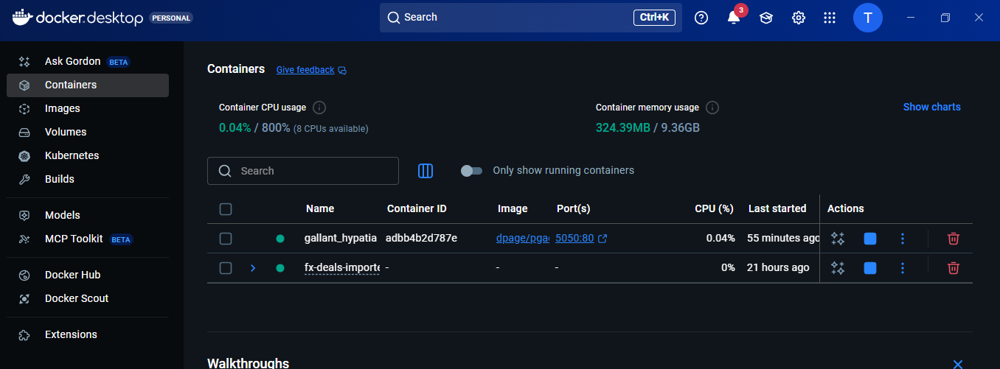 docker.desktop PERSONAL
Search Ctrl+K
3
T
Ask Gordon BETA
Containers
Images
Volumes
Kubernetes
Builds
Models
MCP Toolkit BETA
Docker Hub
Docker Scout
Extensions
Containers Give feedback
Container CPU usage
0.04% / 800% (8 CPUs available)
Container memory usage
324.39MB / 9.36GB
Show charts
Search
Only show running containers
Name Container ID Image Port(s) CPU (%) Last started Actions
gallant_hypatia adbb4b2d787e dpage/pgad 5050:80 0.04% 55 minutes ago
fx-deals-importe - - - 0% 21 hours ago
Walkthroughs